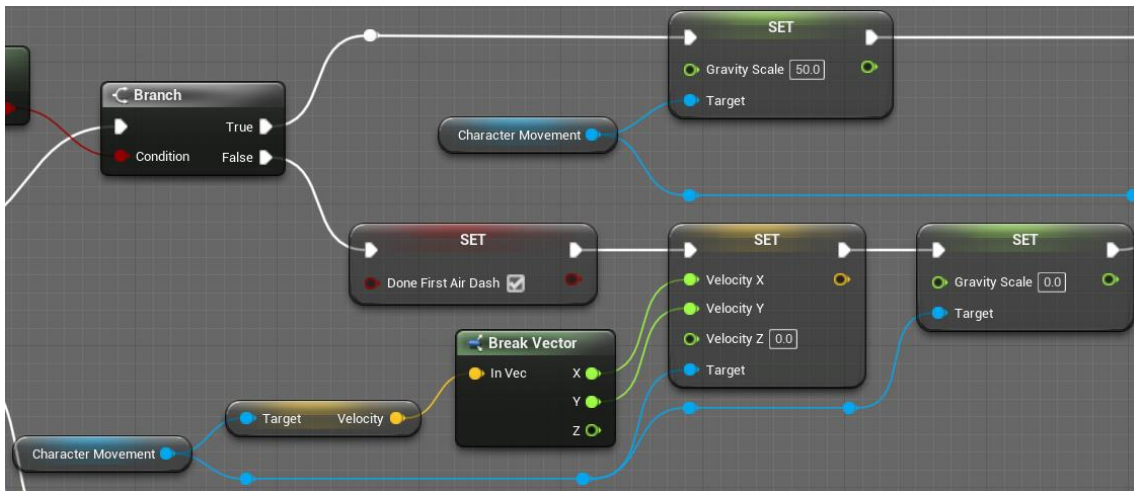 SET
Gravity Scale 50.0
Target
Branch
True
Condition
False
Character Movement
SET
Done First Air Dash
SET
Velocity X
Velocity Y
Velocity Z 0.0
Target
SET
Gravity Scale 0.0
Target
Break Vector
In Vec X
Y
Z
Target Velocity
Character Movement